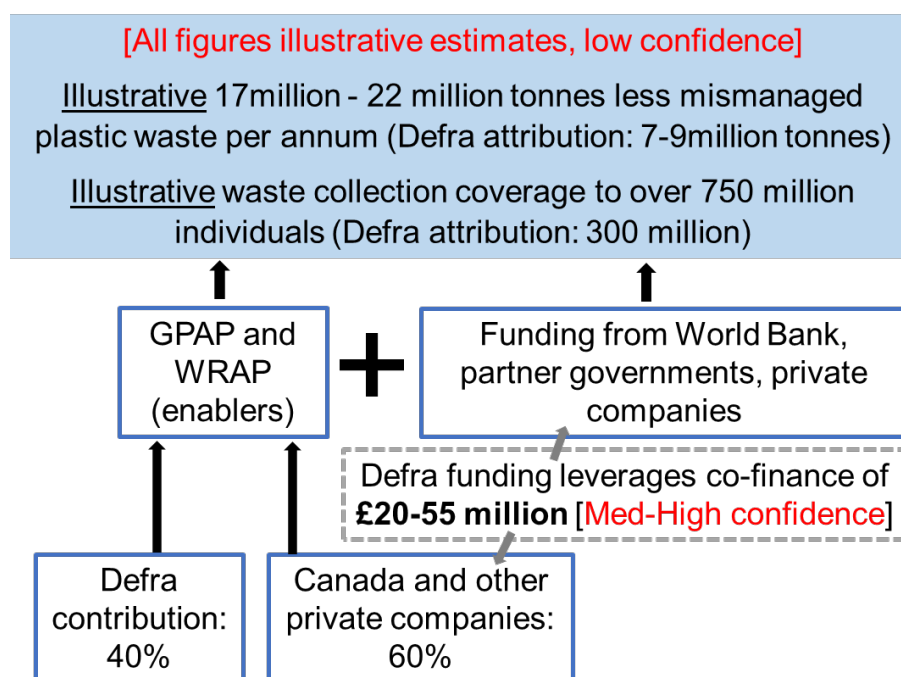 [All figures illustrative estimates, low confidence]
Illustrative 17million - 22 million tonnes less mismanaged
plastic waste per annum (Defra attribution: 7-9million tonnes)
Illustrative waste collection coverage to over 750 million
individuals (Defra attribution: 300 million)
GPAP and
WRAP
(enablers)
+
Funding from World Bank,
partner governments, private
companies
Defra funding leverages co-finance of
£20-55 million [Med-High confidence]
Defra
contribution:
40%
Canada and other
private companies:
60%